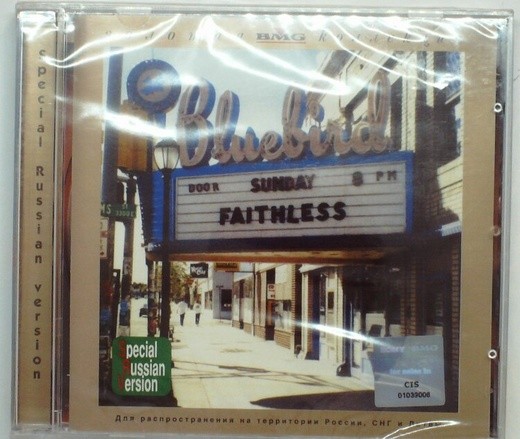 special Russian version
BMG
Bluebird
DOOR SUNDAY 8 PM
FAITHLESS
Special
Russian
Version
BMG
CIS
01039006
Для распространения на территории России, СНГ и